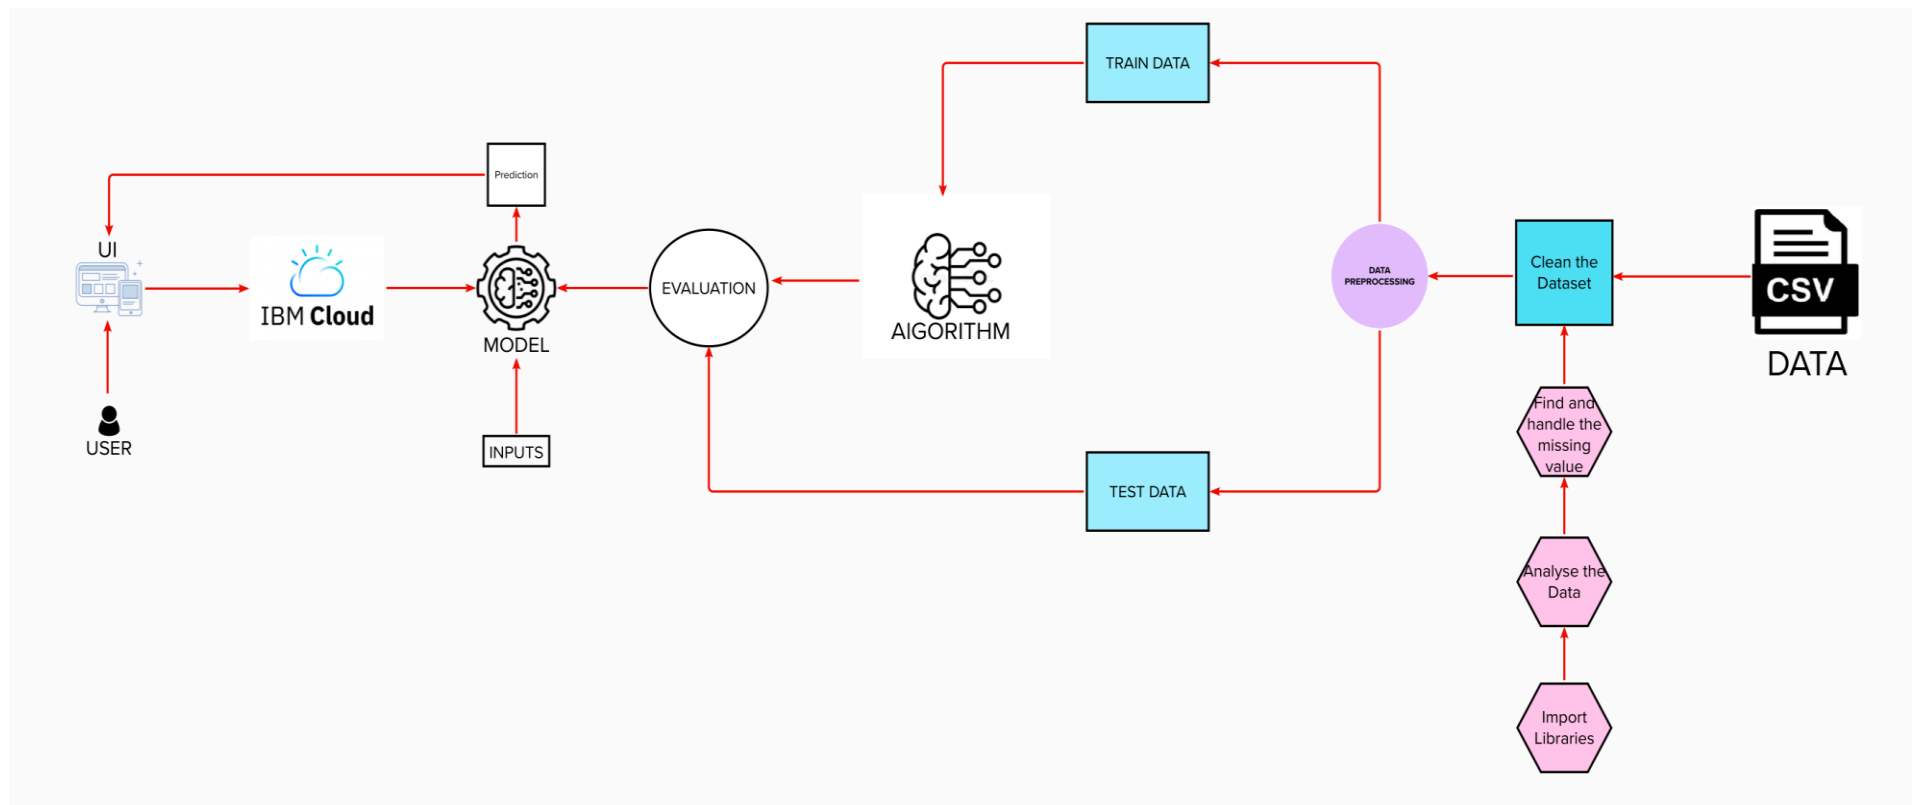 TRAIN DATA
Prediction
UI
IBM Cloud
MODEL
EVALUATION
AIGORITHM
DATA
PREPROCESSING
Clean the
Dataset
CSV
DATA
USER
INPUTS
TEST DATA
Find and
handle the
missing
value
Analyse the
Data
Import
Libraries